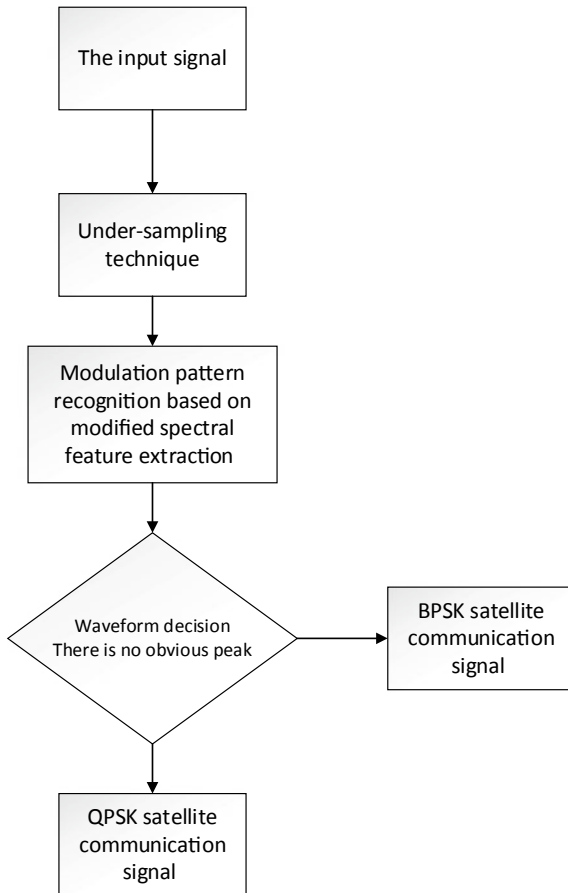 The input signal
Under-sampling
technique
Modulation pattern
recognition based on
modified spectral
feature extraction
Waveform decision
There is no obvious peak
BPSK satellite
communication
signal
QPSK satellite
communication
signal